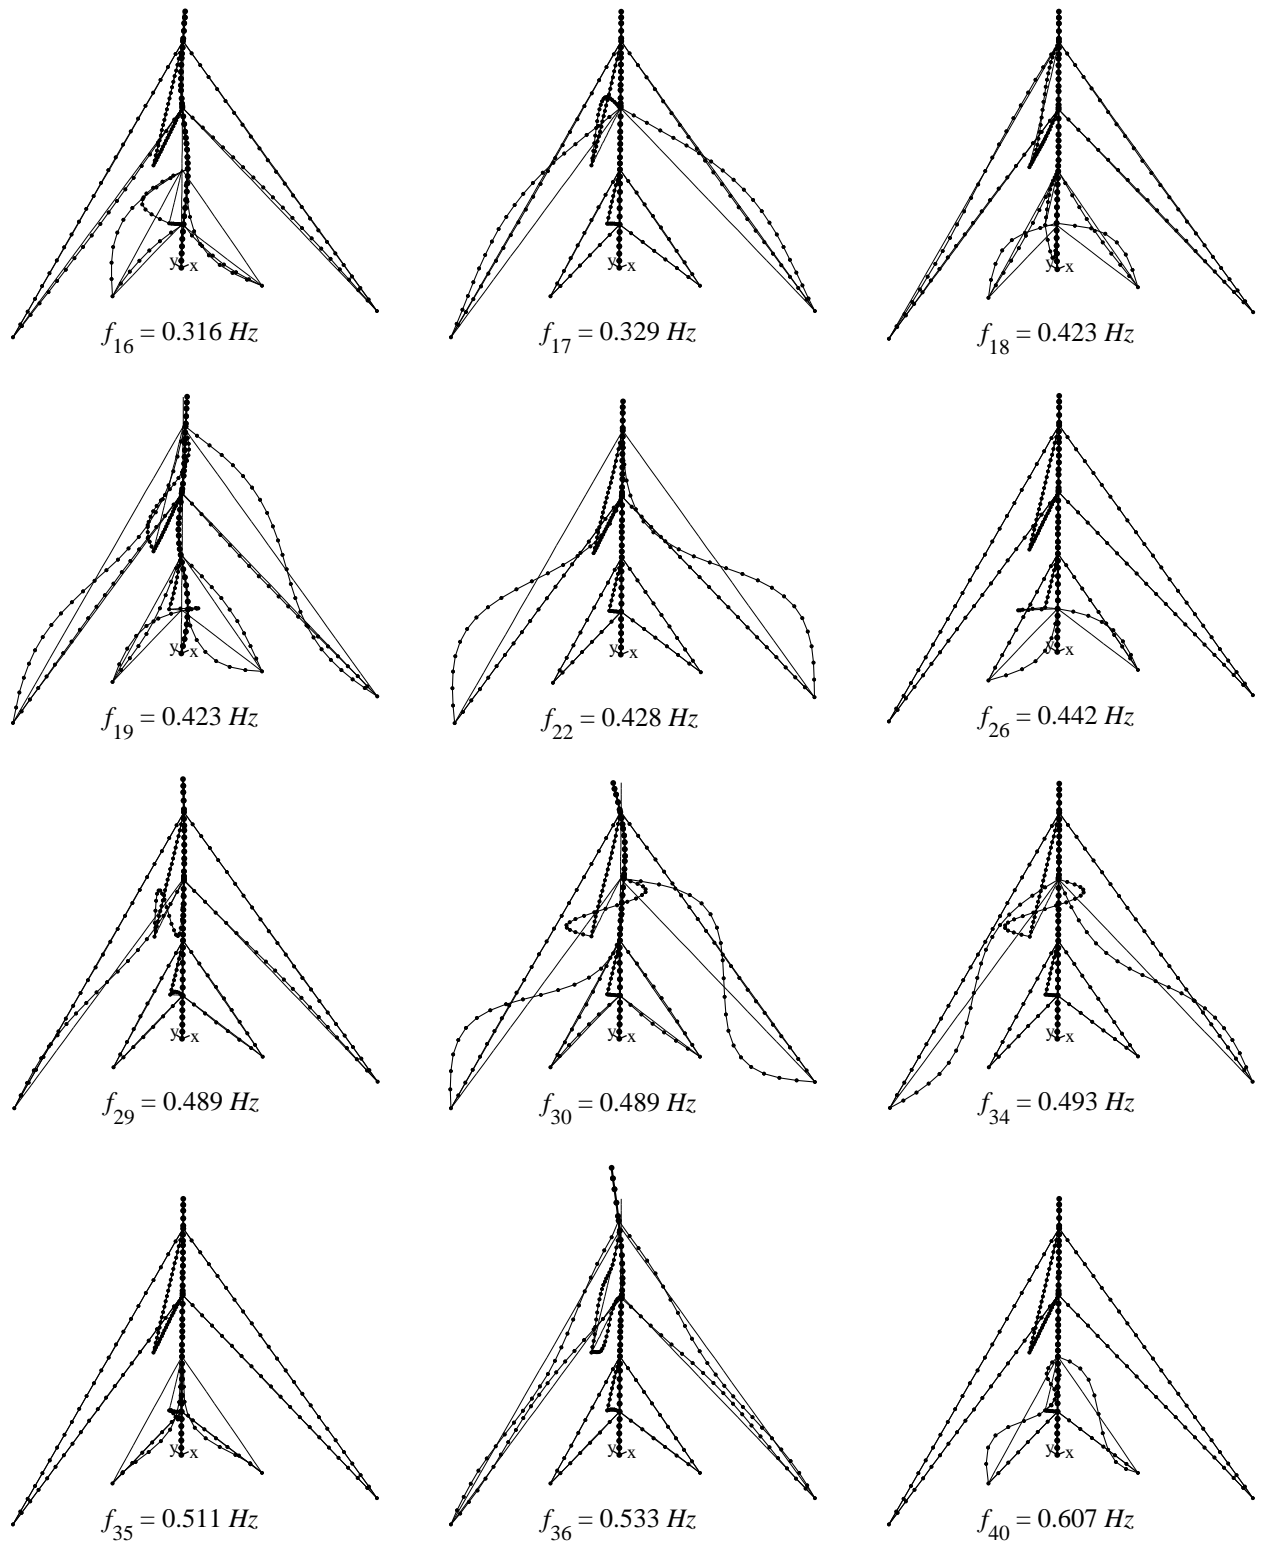 y x y x y x
f16 = 0.316 Hz f17 = 0.329 Hz f18 = 0.423 Hz
y x y x y x
f19 = 0.423 Hz f22 = 0.428 Hz f26 = 0.442 Hz
y x y x y x
f29 = 0.489 Hz f30 = 0.489 Hz f34 = 0.493 Hz
y x y x y x
f35 = 0.511 Hz f36 = 0.533 Hz f40 = 0.607 Hz